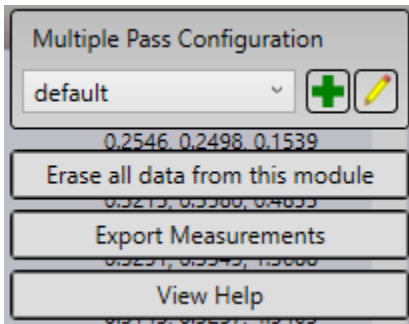 Multiple Pass Configuration
default
0.2546, 0.2498, 0.1539
Erase all data from this module
Export Measurements
View Help